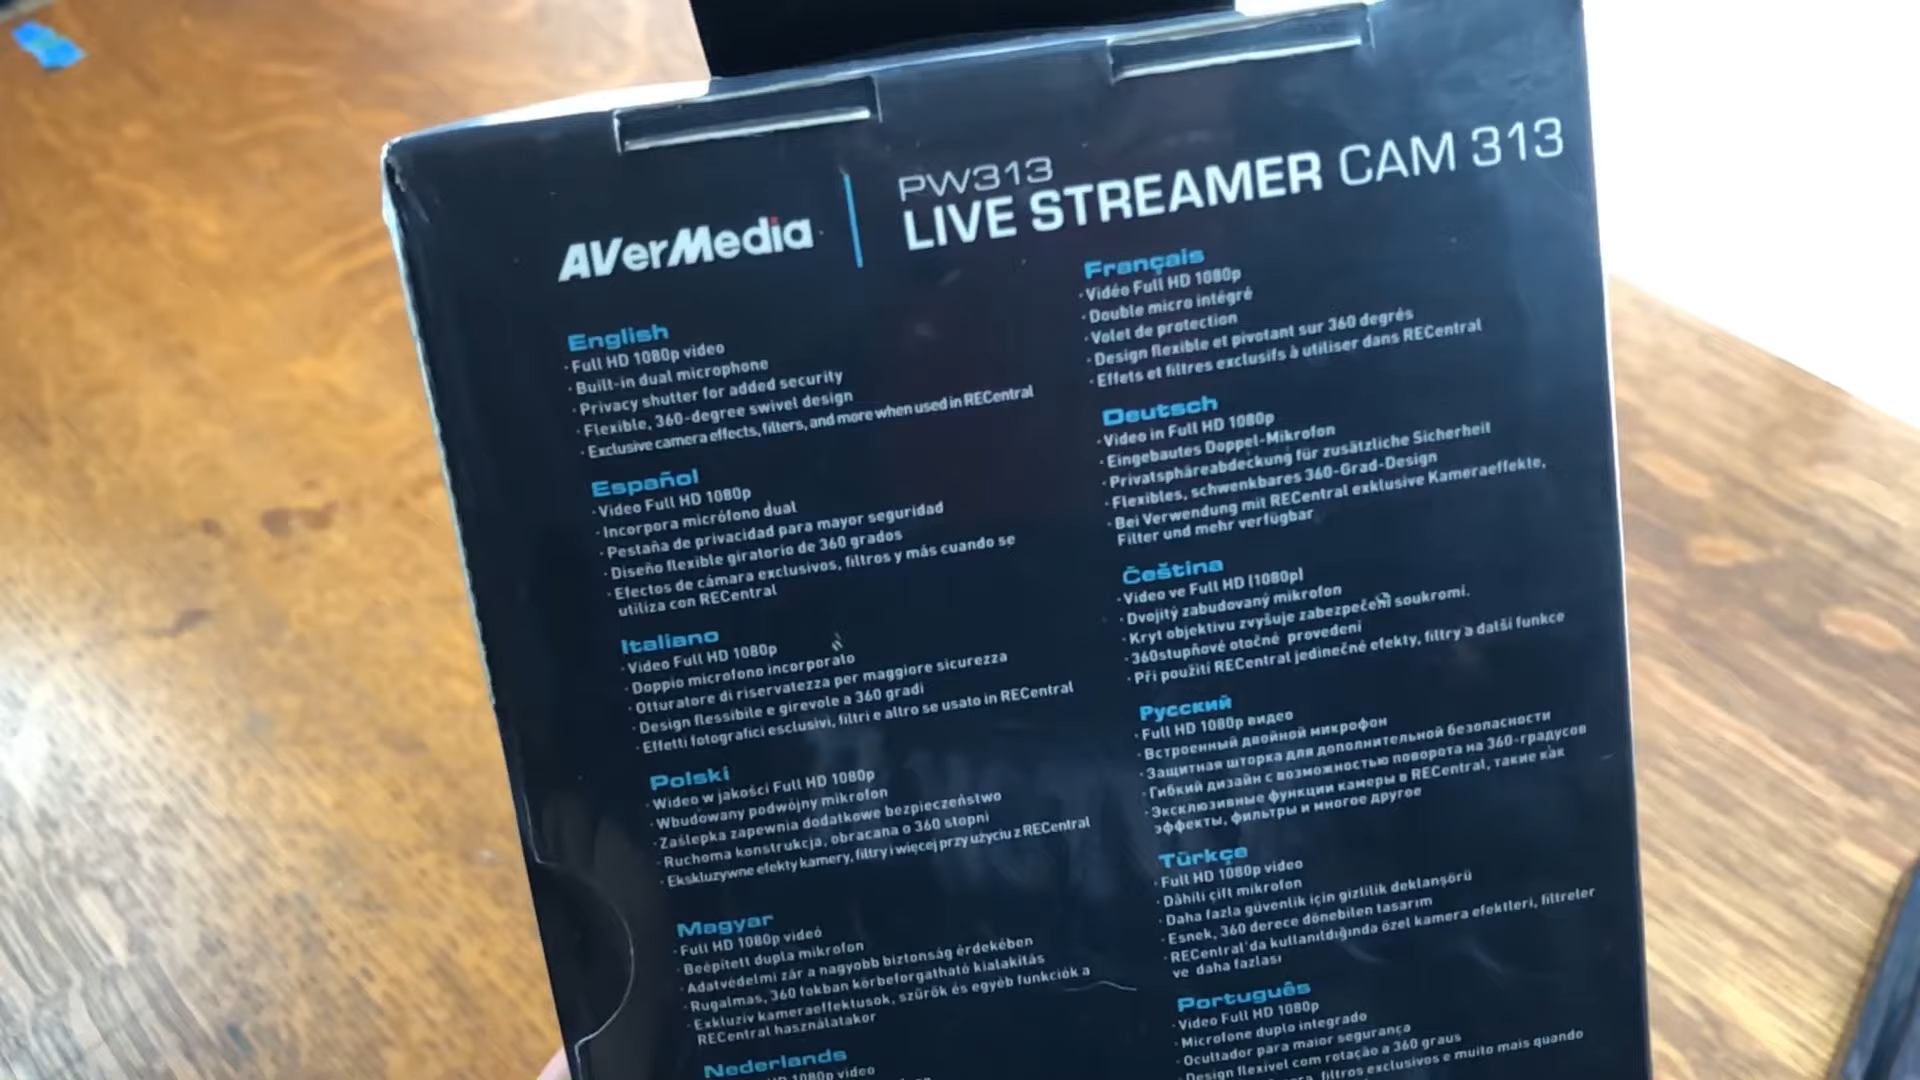 AVerMedia
PW313
LIVE STREAMER CAM 313
English
· Full HD 1080p video
· Built-in dual microphone
· Privacy shutter for added security
· Flexible, 360-degree swivel design
· Exclusive camera effects, filters, and more when used in RECentral
Español
· Video Full HD 1080p
· Incorpora micrófono dual
· Pestaña de privacidad para mayor seguridad
· Diseño flexible giratorio de 360 grados
· Efectos de cámara exclusivos, filtros y más cuando se
utiliza con RECentral
Italiano
· Video Full HD 1080p
· Doppio microfono incorporato
· Otturatore di riservatezza per maggiore sicurezza
· Design flessibile e girevole a 360 gradi
· Effetti fotografici esclusivi, filtri e altro se usato in RECentral
Polski
· Wideo w jakości Full HD 1080p
· Wbudowany podwójny mikrofon
· Zaślepka zapewnia dodatkowe bezpieczeństwo
· Ruchoma konstrukcja, obracana o 360 stopni
· Ekskluzywne efekty kamery, filtry i więcej przy użyciu z RECentral
Magyar
· Full HD 1080p videó
· Beépített dupla mikrofon
· Adatvédelmi zár a nagyobb biztonság érdekében
· Rugalmas, 360 fokban körbeforgatható kialakítás
· Exkluzív kameraeffektusok, szűrők és egyéb funkciók a
RECentral használatakor
Nederlands
HD 1080p video
Français
· Vidéo Full HD 1080p
· Double micro intégré
· Volet de protection
· Design flexible et pivotant sur 360 degrés
· Effets et filtres exclusifs à utiliser dans RECentral
Deutsch
· Video in Full HD 1080p
· Eingebautes Doppel-Mikrofon
· Privatsphäreabdeckung für zusätzliche Sicherheit
· Flexibles, schwenkbares 360-Grad-Design
· Bei Verwendung mit RECentral exklusive Kameraeffekte,
Filter und mehr verfügbar
Čeština
· Video ve Full HD (1080p)
· Dvojitý zabudovaný mikrofon
· Kryt objektivu zvyšuje zabezpečení soukromí.
· 360stupňové otočné provedení
· Při použití RECentral jedinečné efekty, filtry a další funkce
Русский
· Full HD 1080p видео
· Встроенный двойной микрофон
· Защитная шторка для дополнительной безопасности
· Гибкий дизайн с возможностью поворота на 360-градусов
· Эксклюзивные функции камеры в RECentral, такие как
эффекты, фильтры и многое другое
Türkçe
· Full HD 1080p video
· Dâhili çift mikrofon
· Daha fazla güvenlik için gizlilik deklanşörü
· Esnek, 360 derece dönebilen tasarım
· RECentral'da kullanıldığında özel kamera efektleri, filtreler
ve daha fazlası
Português
· Video Full HD 1080p
· Microfone duplo integrado
· Ocultador para maior segurança
· Design flexível com rotação a 360 graus
filtros exclusivos e muito mais quando